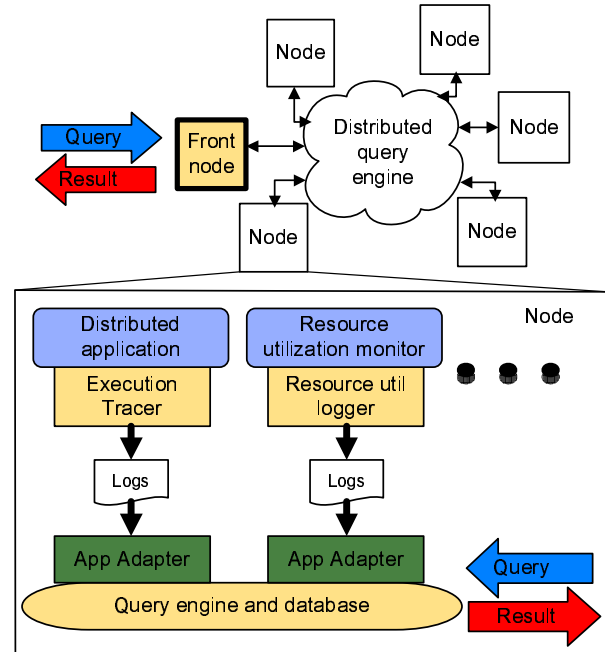 Node
Node
Query
Front
node
Distributed
query
engine
Node
Result
Node
Node
Node
Distributed
application
Resource
utilization monitor
Execution
Tracer
Resource util
logger
Logs
Logs
App Adapter
App Adapter
Query
Query engine and database
Result